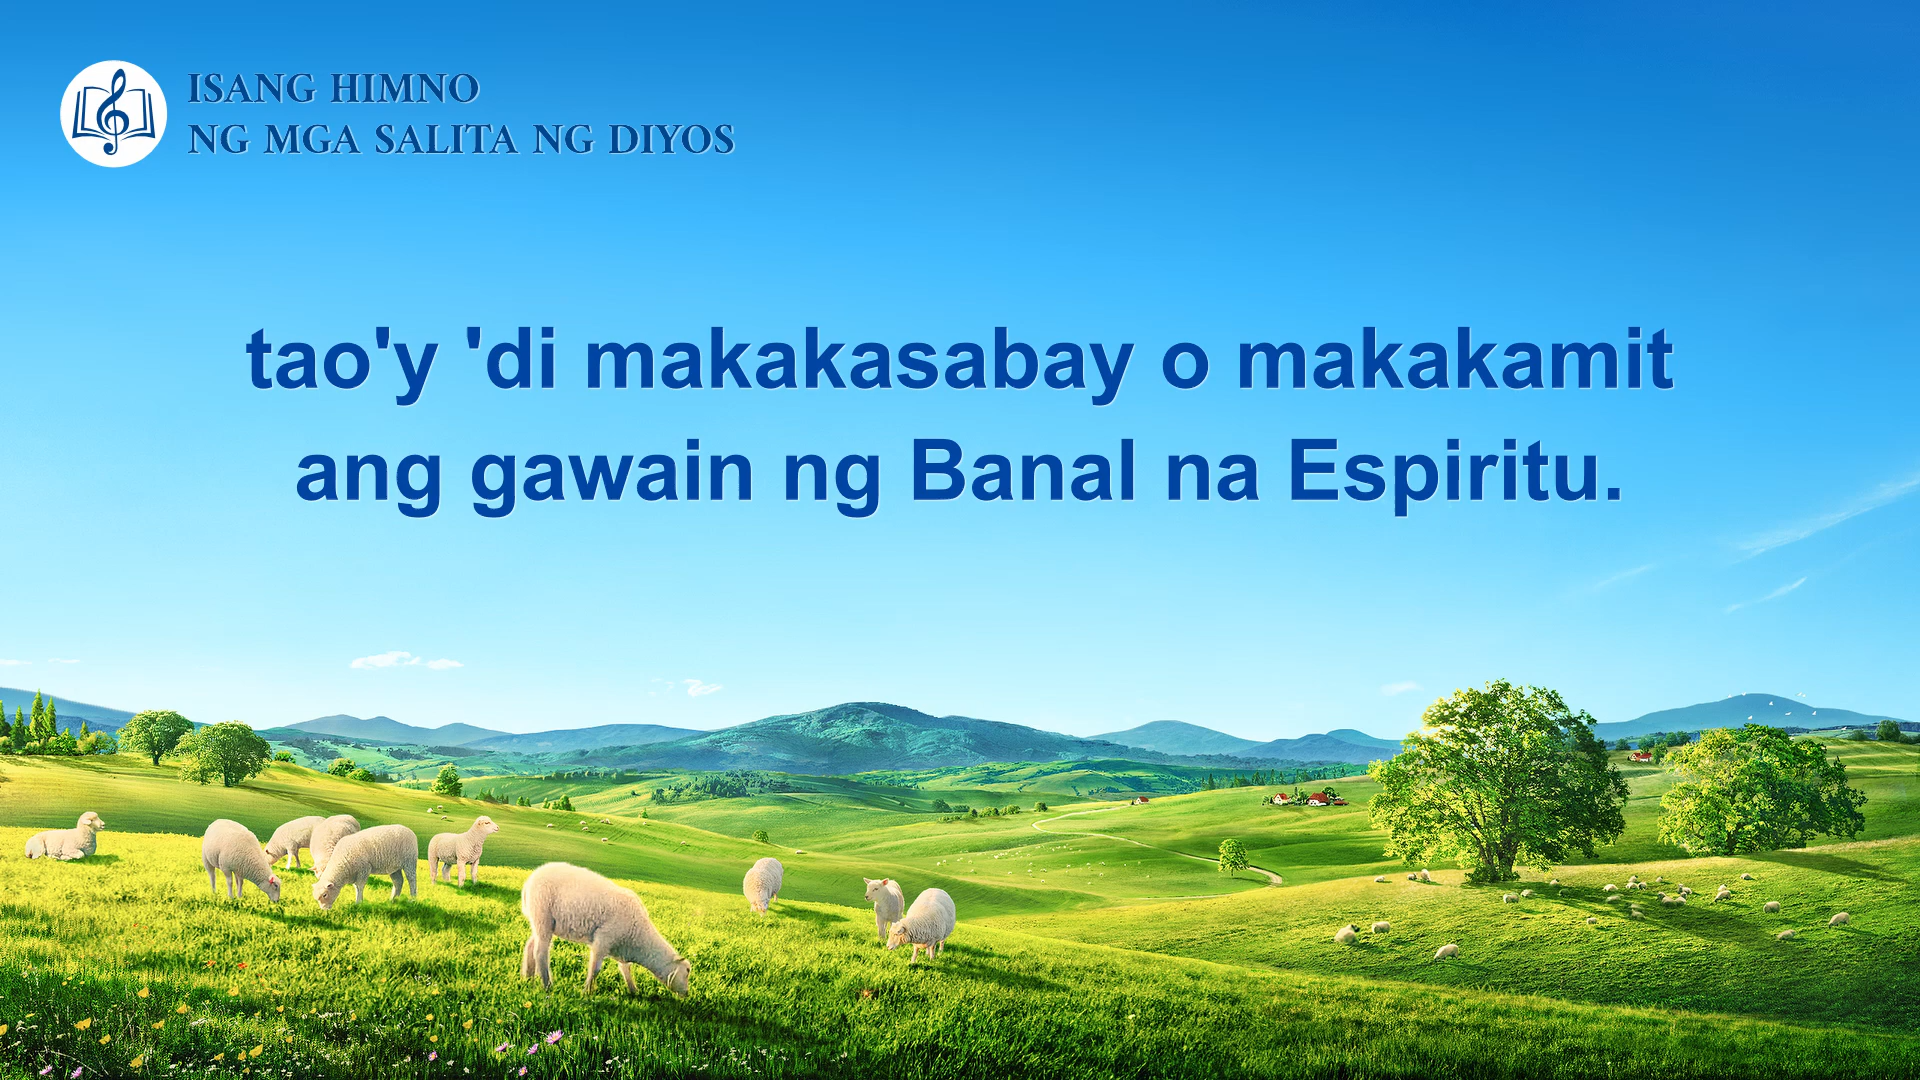 ISANG HIMNO
NG MGA SALITA NG DIYOS
tao'y 'di makakasabay o makakamit
ang gawain ng Banal na Espiritu.